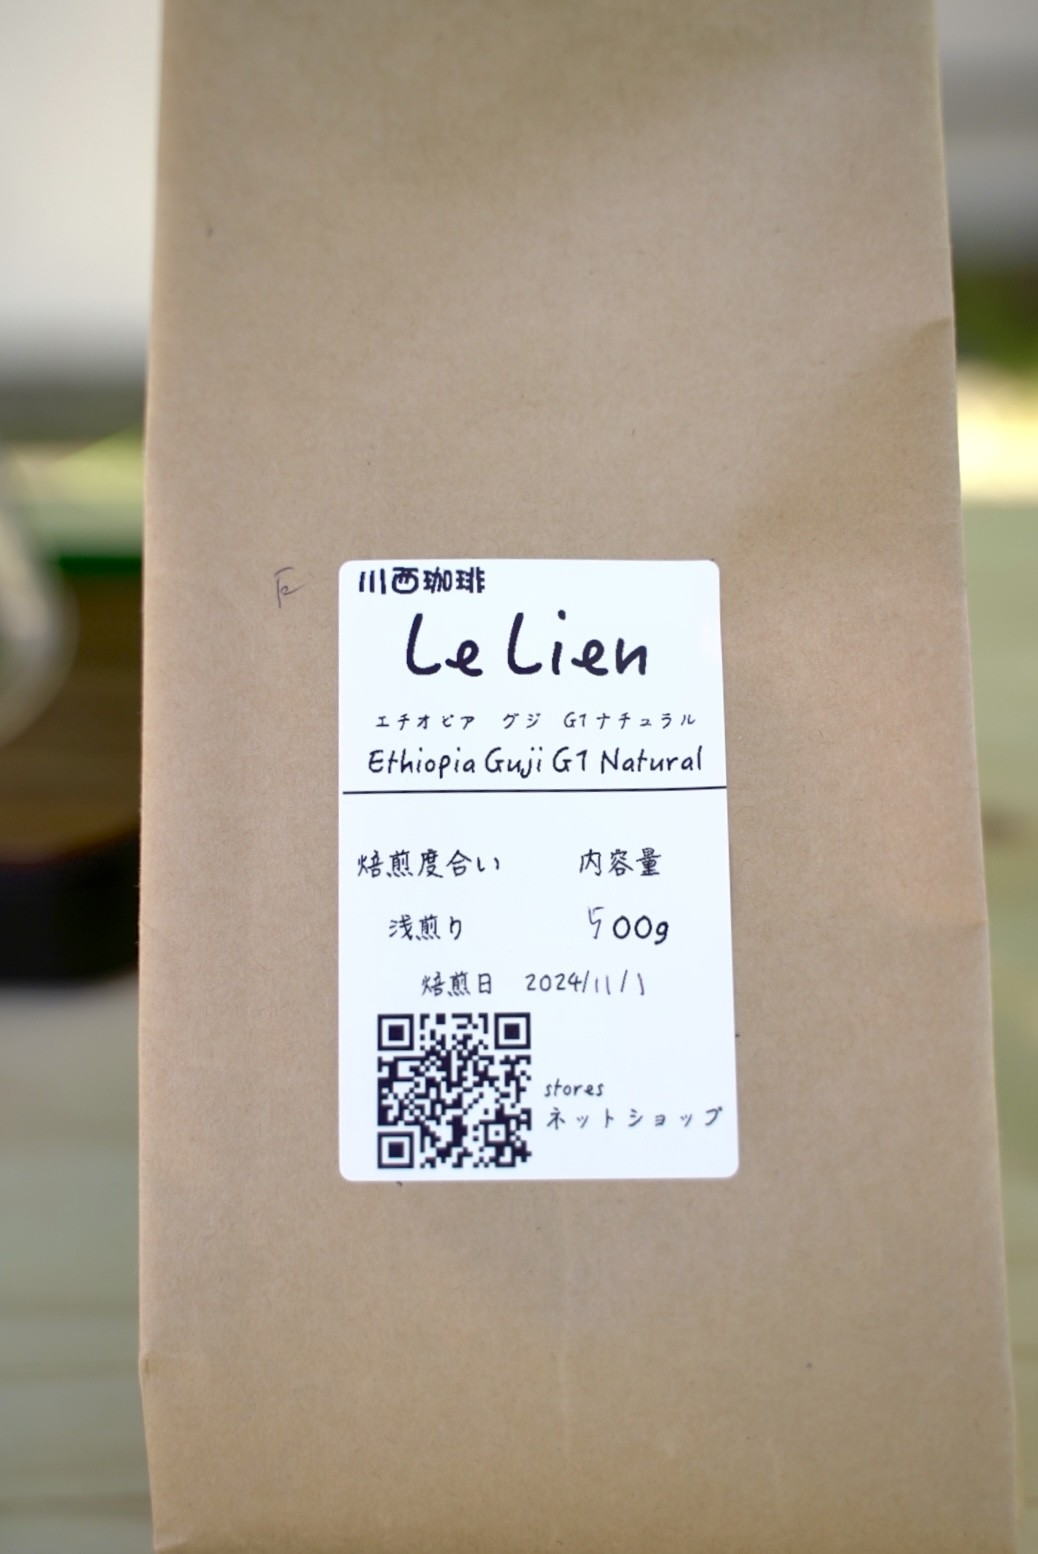 川西珈琲
Le Lien
エチオピア グジ G1ナチュラル
Ethiopia Guji G1 Natural
焙煎度合い 内容量
浅煎り 500g
焙煎日 2024/11/1
stores
ネットショップ